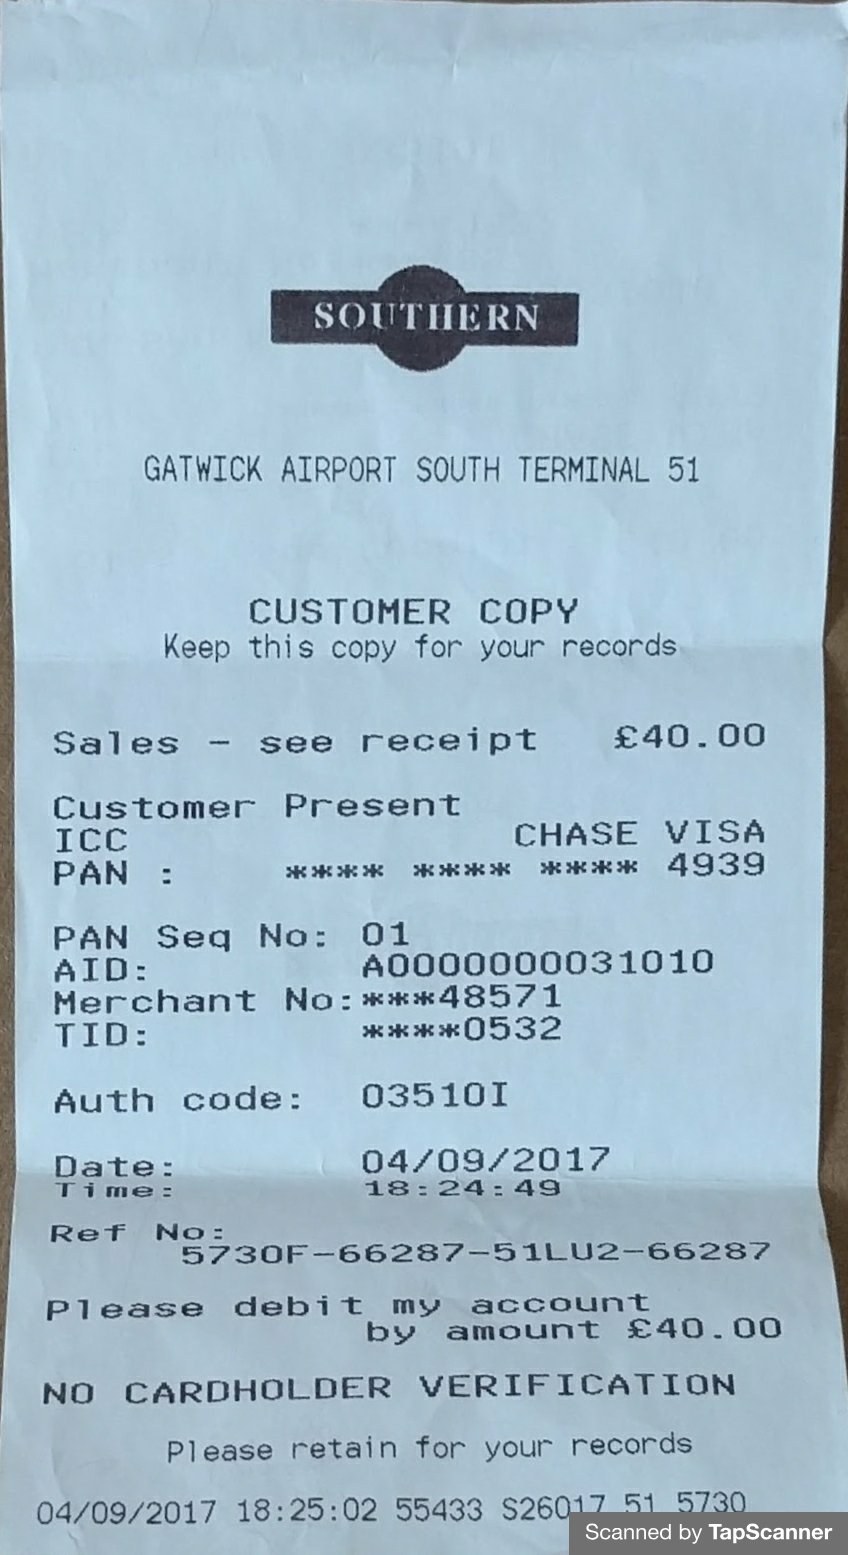 SOUTHERN
GATWICK AIRPORT SOUTH TERMINAL 51
CUSTOMER COPY
Keep this copy for your records
Sales - see receipt £40.00
Customer Present
ICC CHASE VISA
PAN : **** **** **** 4939
PAN Seq No: 01
AID: A0000000031010
Merchant No:***48571
TID: ****0532
Auth code: 03510I
Date: 04/09/2017
Time: 18:24:49
Ref No:
5730F-66287-51LU2-66287
Please debit my account
by amount £40.00
NO CARDHOLDER VERIFICATION
Please retain for your records
04/09/2017 18:25:02 55433 S26017 51 5730
Scanned by TapScanner